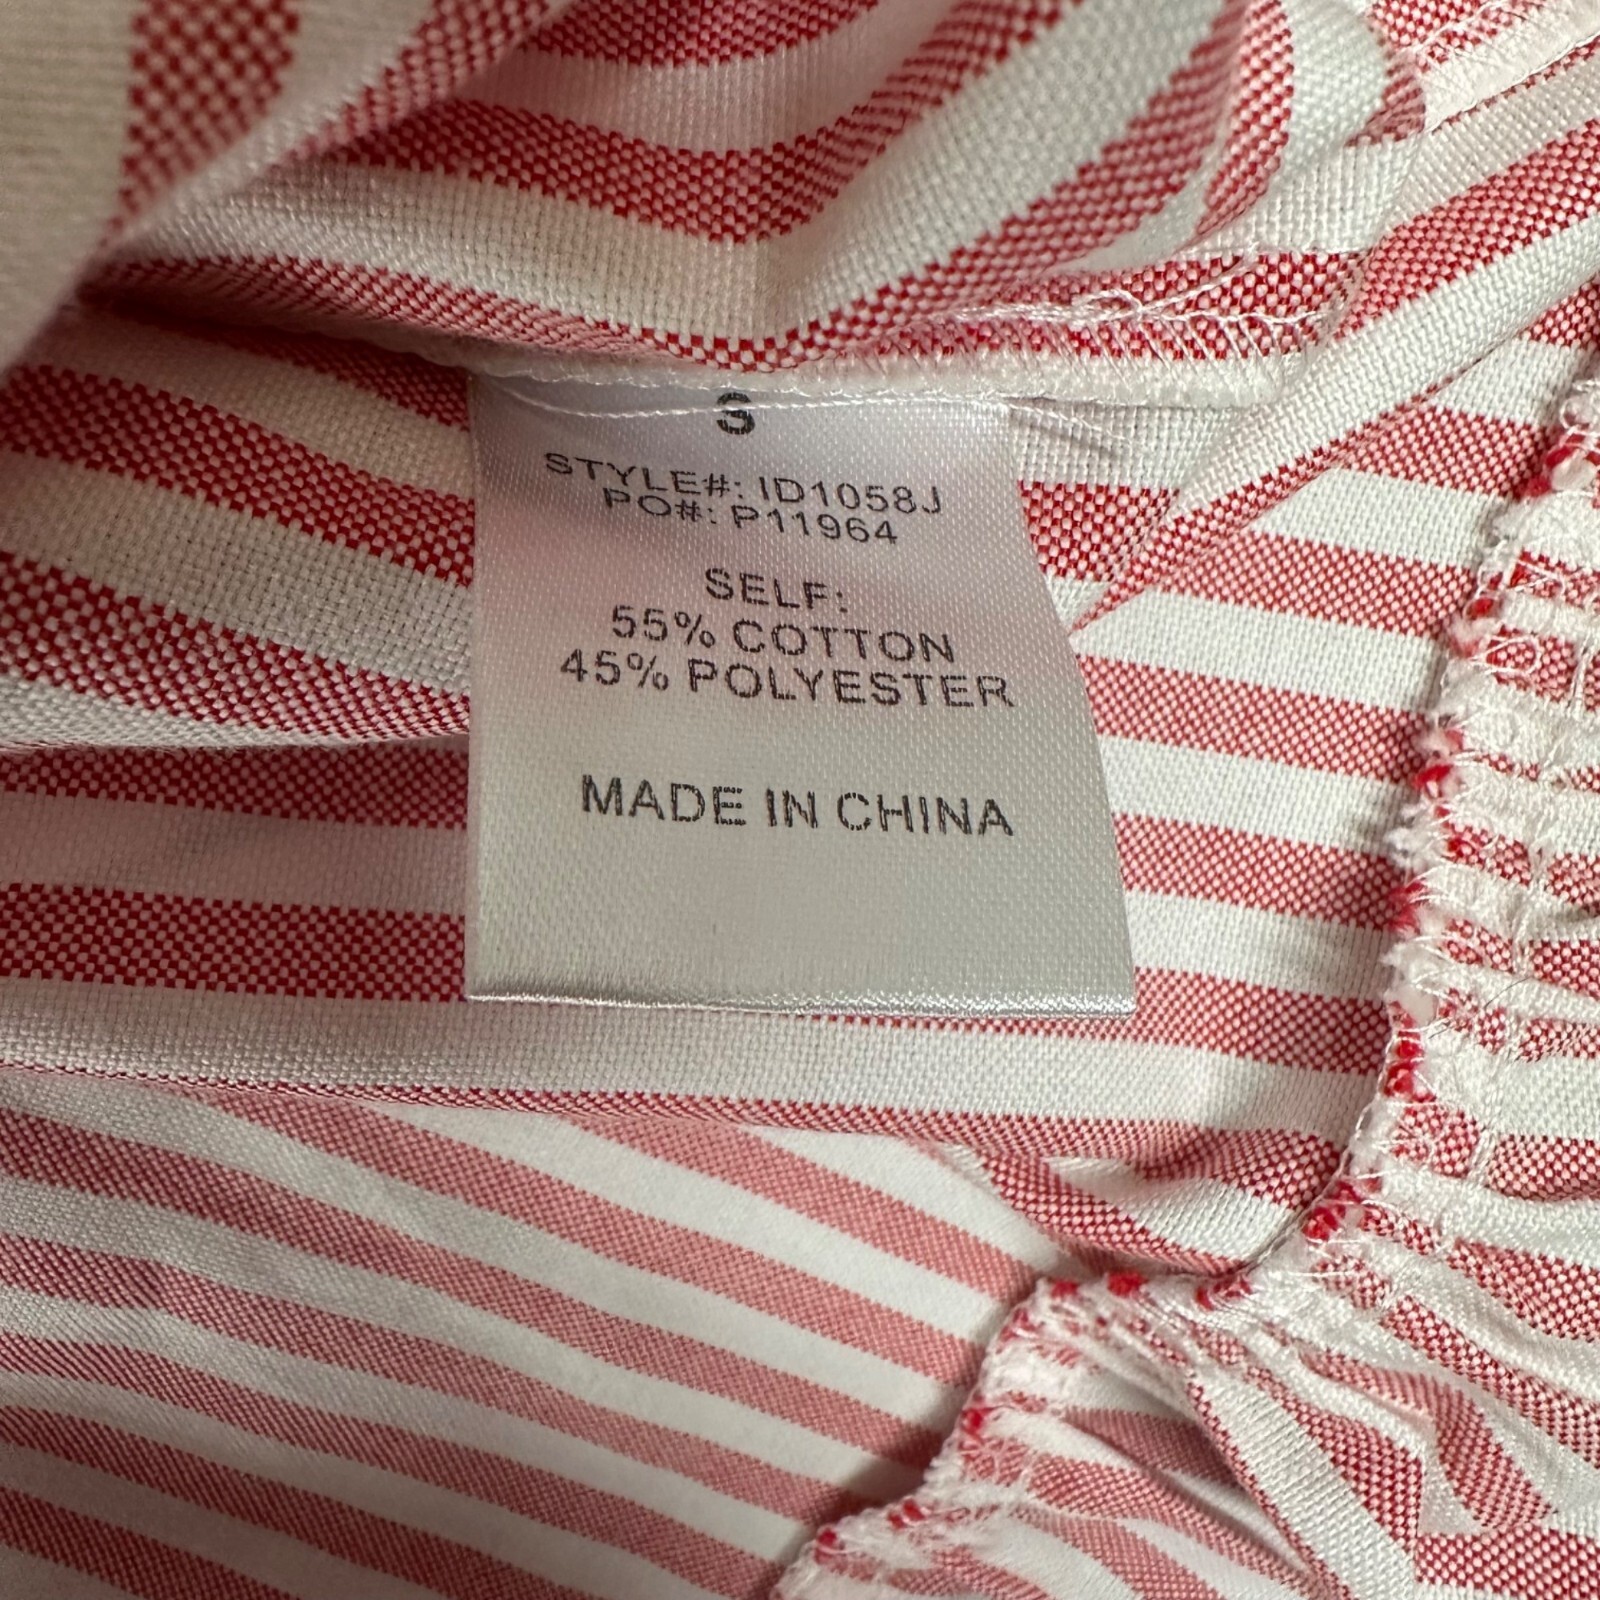 S
STYLE#: ID1058J
PO#: P11964
SELF:
55% COTTON
45% POLYESTER
MADE IN CHINA